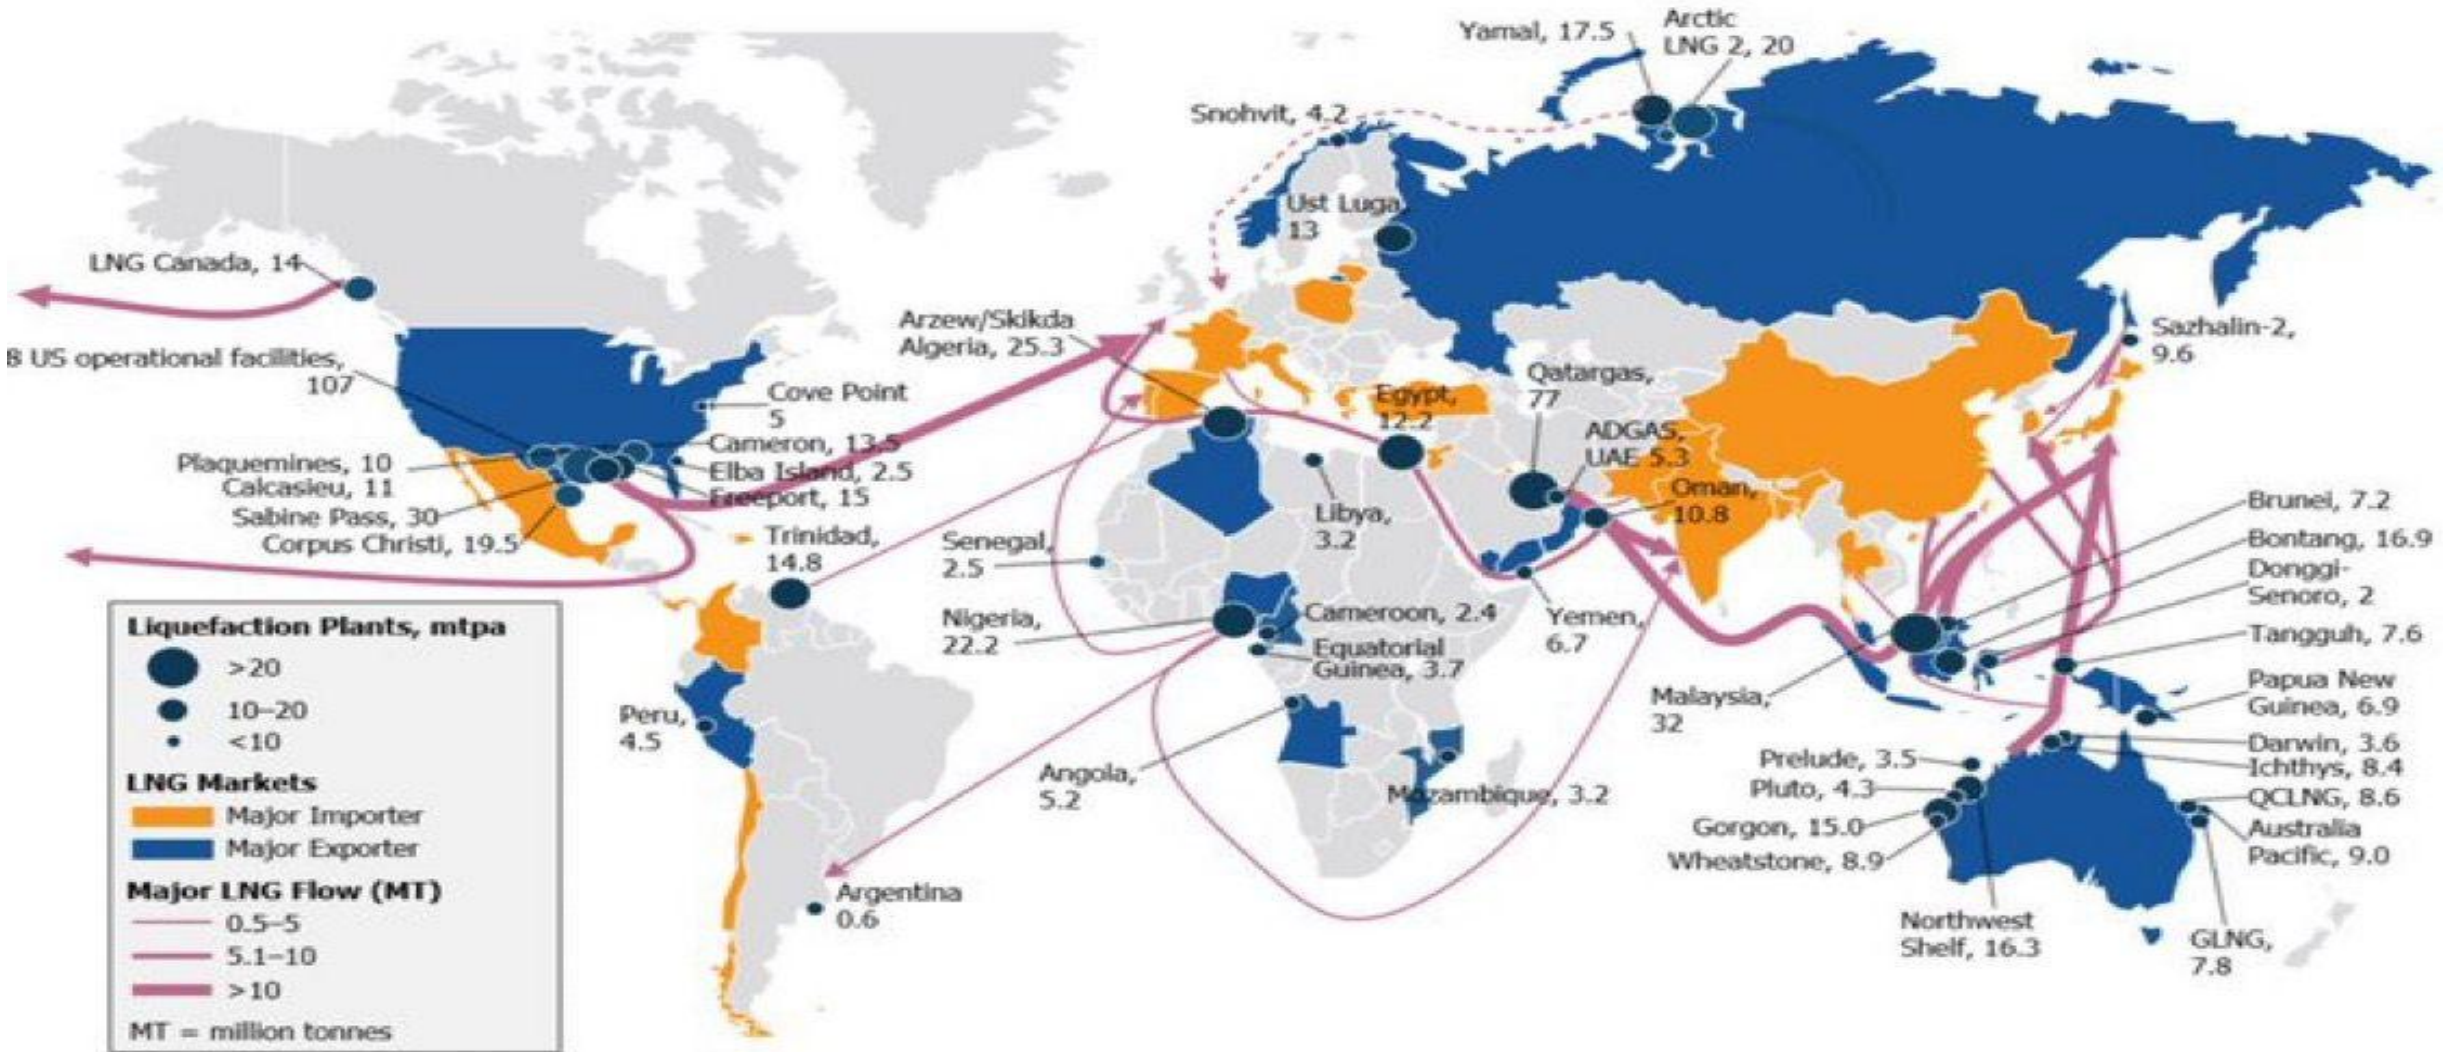 Yamal, 17.5
Arctic
LNG 2, 20
Snohvit, 4.2
Ust Luga,
13
LNG Canada, 14
8 US operational facilities,
107
Arzew/Skikda
Algeria, 25.3
Cove Point
5
Cameron, 13.5
Elba Island, 2.5
Freeport, 15
Plaquemines, 10
Calcasieu, 11
Sabine Pass, 30
Corpus Christi, 19.5
Trinidad,
14.8
Egypt,
12.2
Qatargas,
77
ADGAS,
UAE 5.3
Oman,
10.8
Sazhalin-2,
9.6
Libya,
3.2
Senegal,
2.5
Nigeria,
22.2
Cameroon, 2.4
Equatorial
Guinea, 3.7
Yemen,
6.7
Brunei, 7.2
Bontang, 16.9
Donggi-
Senoro, 2
Tangguh, 7.6
Papua New
Guinea, 6.9
Malaysia,
32
Peru,
4.5
Angola,
5.2
Mozambique, 3.2
Prelude, 3.5
Pluto, 4.3
Gorgon, 15.0
Wheatstone, 8.9
Darwin, 3.6
Ichthys, 8.4
QCLNG, 8.6
Australia
Pacific, 9.0
Northwest
Shelf, 16.3
GLNG,
7.8
Argentina
0.6
Liquefaction Plants, mtpa
>20
10–20
<10
LNG Markets
Major Importer
Major Exporter
Major LNG Flow (MT)
0.5–5
5.1–10
>10
MT = million tonnes